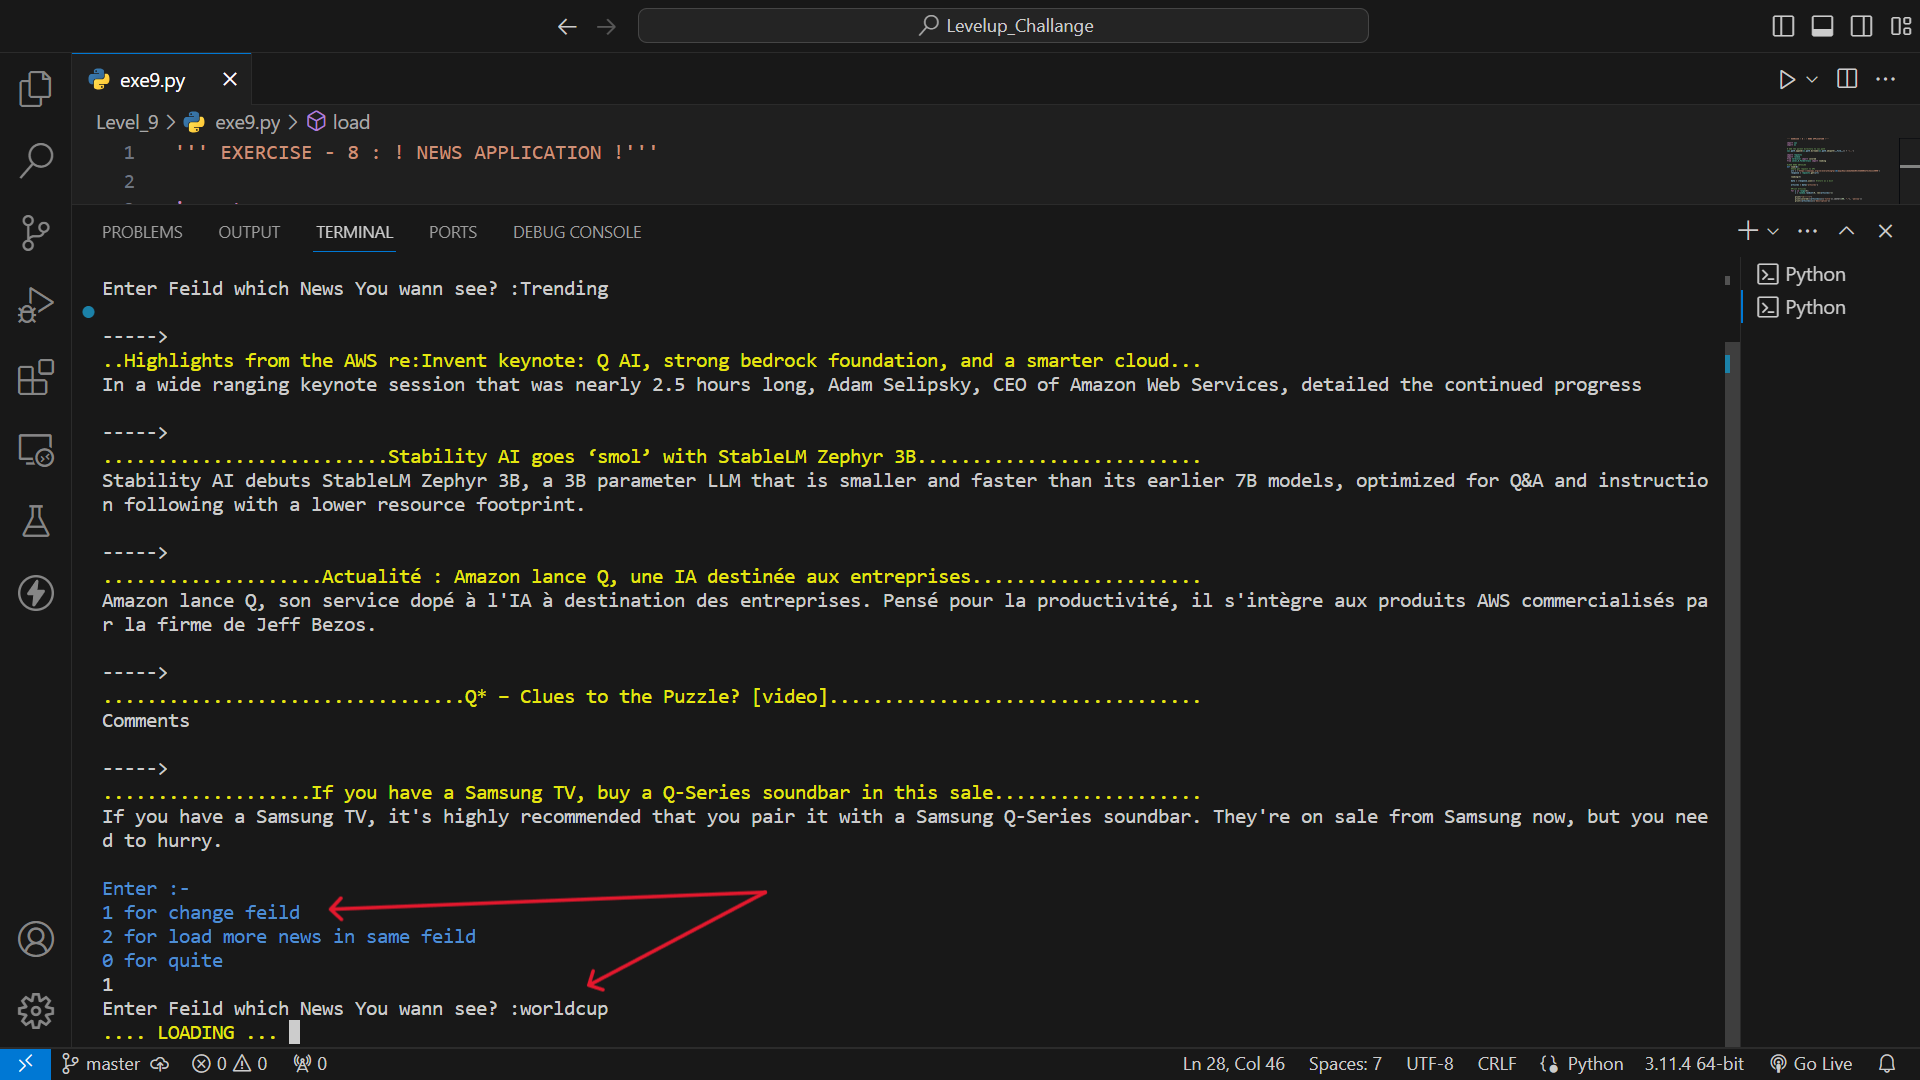 Levelup_Challange
exe9.py
Level_9 > exe9.py > load
1 ''' EXERCISE - 8 : ! NEWS APPLICATION !'''
2
PROBLEMS OUTPUT TERMINAL PORTS DEBUG CONSOLE
Python
Python
Enter Feild which News You wann see? :Trending
----->
..Highlights from the AWS re:Invent keynote: Q AI, strong bedrock foundation, and a smarter cloud...
In a wide ranging keynote session that was nearly 2.5 hours long, Adam Selipsky, CEO of Amazon Web Services, detailed the continued progress
----->
..........................Stability AI goes ‘smol’ with StableLM Zephyr 3B..........................
Stability AI debuts StableLM Zephyr 3B, a 3B parameter LLM that is smaller and faster than its earlier 7B models, optimized for Q&A and instructio
n following with a lower resource footprint.
----->
....................Actualité : Amazon lance Q, une IA destinée aux entreprises.....................
Amazon lance Q, son service dopé à l'IA à destination des entreprises. Pensé pour la productivité, il s'intègre aux produits AWS commercialisés pa
r la firme de Jeff Bezos.
----->
.................................Q* – Clues to the Puzzle? [video]..................................
Comments
----->
...................If you have a Samsung TV, buy a Q-Series soundbar in this sale...................
If you have a Samsung TV, it's highly recommended that you pair it with a Samsung Q-Series soundbar. They're on sale from Samsung now, but you nee
d to hurry.
Enter :-
1 for change feild
2 for load more news in same feild
0 for quite
1
Enter Feild which News You wann see? :worldcup
.... LOADING ...
master 0 0 0 Ln 28, Col 46 Spaces: 7 UTF-8 CRLF Python 3.11.4 64-bit Go Live